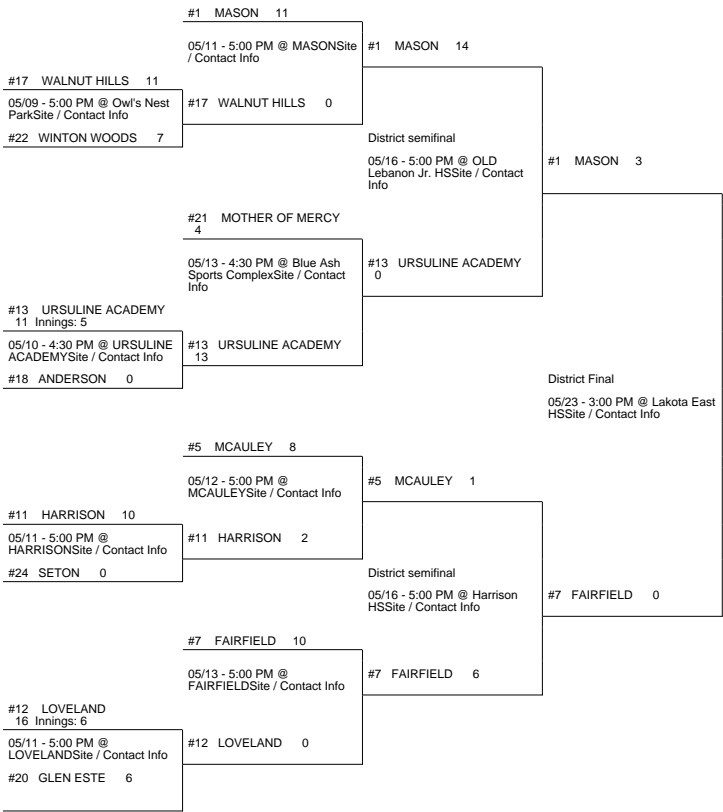 #1 MASON 11
05/11 - 5:00 PM @ MASONSite
/ Contact Info
#1 MASON 14
#17 WALNUT HILLS 11
05/09 - 5:00 PM @ Owl's Nest
ParkSite / Contact Info
#17 WALNUT HILLS 0
#22 WINTON WOODS 7
District semifinal
05/16 - 5:00 PM @ OLD
Lebanon Jr. HSSite / Contact
Info
#1 MASON 3
#21 MOTHER OF MERCY
4
05/13 - 4:30 PM @ Blue Ash
Sports ComplexSite / Contact
Info
#13 URSULINE ACADEMY
0
#13 URSULINE ACADEMY
11 Innings: 5
05/10 - 4:30 PM @ URSULINE
ACADEMYSite / Contact Info
#13 URSULINE ACADEMY
13
#18 ANDERSON 0
District Final
05/23 - 3:00 PM @ Lakota East
HSSite / Contact Info
#5 MCAULEY 8
05/12 - 5:00 PM @
MCAULEYSite / Contact Info
#5 MCAULEY 1
#11 HARRISON 10
05/11 - 5:00 PM @
HARRISONSite / Contact Info
#11 HARRISON 2
#24 SETON 0
District semifinal
05/16 - 5:00 PM @ Harrison
HSSite / Contact Info
#7 FAIRFIELD 0
#7 FAIRFIELD 10
05/13 - 5:00 PM @
FAIRFIELDSite / Contact Info
#7 FAIRFIELD 6
#12 LOVELAND
16 Innings: 6
05/11 - 5:00 PM @
LOVELANDSite / Contact Info
#12 LOVELAND 0
#20 GLEN ESTE 6